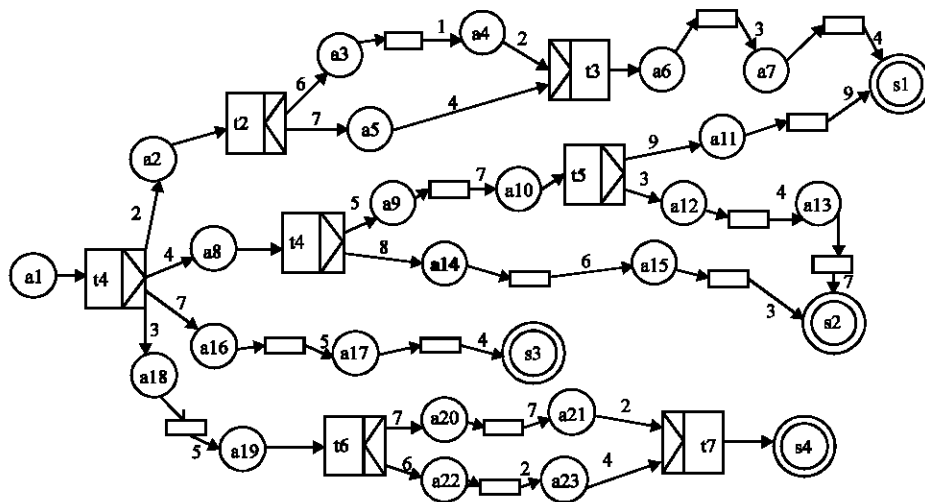 a3 1 a4 2 t3 a6 3 a7 4 s1
6
t2 7 a5 4
a2 a11 9
9
2 5 a9 7 a10 t5 3 a12 4 a13
a1 t4 4 a8 t4 8 a14 6 a15 7
7 3 s2
3 a16 5 a17 4 s3
a18
5 a19 t6 7 a20 7 a21 2 t7 s4
6 a22 2 a23 4